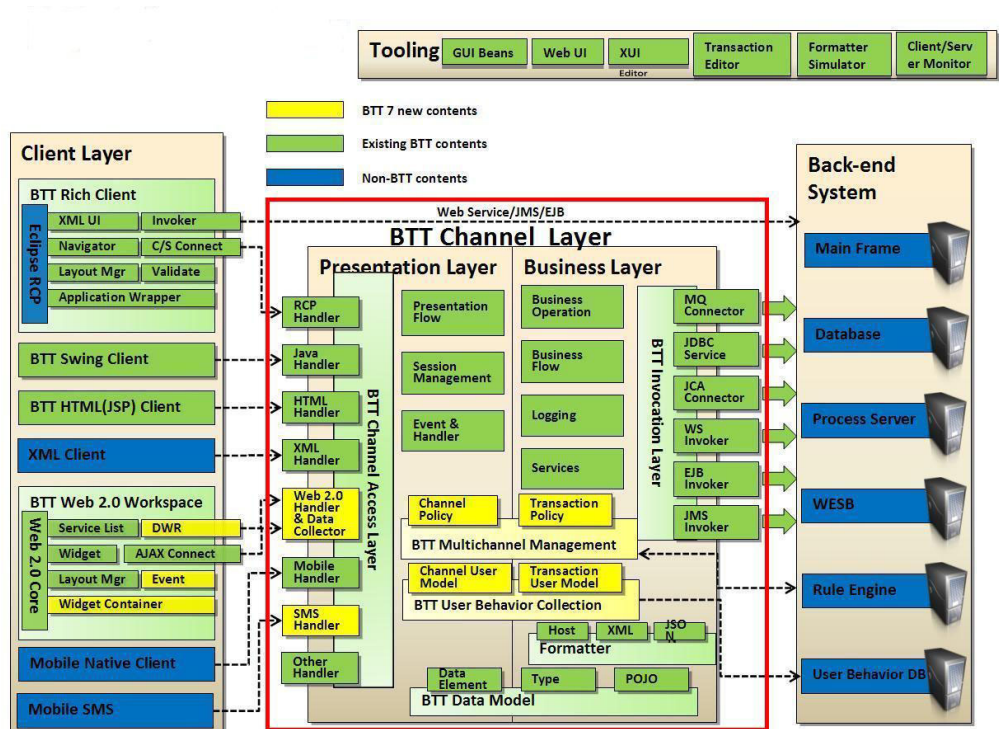 Tooling
GUI Beans
Web UI
XUI
Editor
Transaction
Editor
Formatter
Simulator
Client/Serv
er Monitor
BTT 7 new contents
Existing BTT contents
Non-BTT contents
Client Layer
BTT Rich Client
Eclipse RCP
XML UI
Invoker
Navigator
C/S Connect
Layout Mgr
Validate
Application Wrapper
BTT Swing Client
BTT HTML(JSP) Client
XML Client
BTT Web 2.0 Workspace
Web 2.0 Core
Service List
DWR
Widget
AJAX Connect
Layout Mgr
Event
Widget Container
Mobile Native Client
Mobile SMS
Web Service/JMS/EJB
BTT Channel Layer
Presentation Layer
BTT Channel Access Layer
RCP
Handler
Java
Handler
HTML
Handler
XML
Handler
Web 2.0
Handler
& Data
Collector
Mobile
Handler
SMS
Handler
Other
Handler
Presentation
Flow
Session
Management
Event &
Handler
Business Layer
Business
Operation
Business
Flow
Logging
Services
BTT Invocation Layer
MQ
Connector
JDBC
Service
JCA
Connector
WS
Invoker
EJB
Invoker
JMS
Invoker
Channel
Policy
Transaction
Policy
BTT Multichannel Management
Channel User
Model
Transaction
User Model
BTT User Behavior Collection
Host
XML
JSO
N
Formatter
Data
Element
Type
POJO
BTT Data Model
Back-end
System
Main Frame
Database
Process Server
WESB
Rule Engine
User Behavior DB